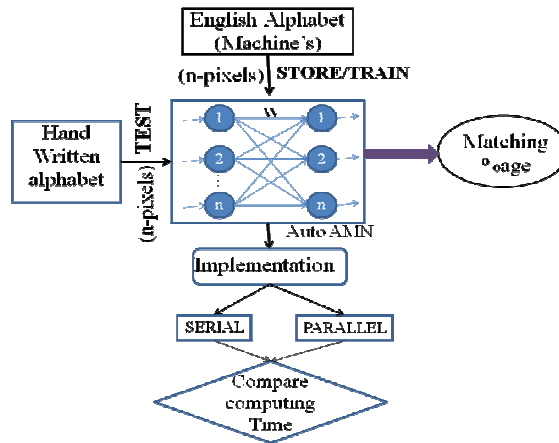 English Alphabet
(Machine's)
(n-pixels) STORE/TRAIN
Hand
Written
alphabet
TEST
(n-pixels)
W
1 1
2 2
n n
Auto AMN
Matching
%age
Implementation
SERIAL PARALLEL
Compare
computing
Time